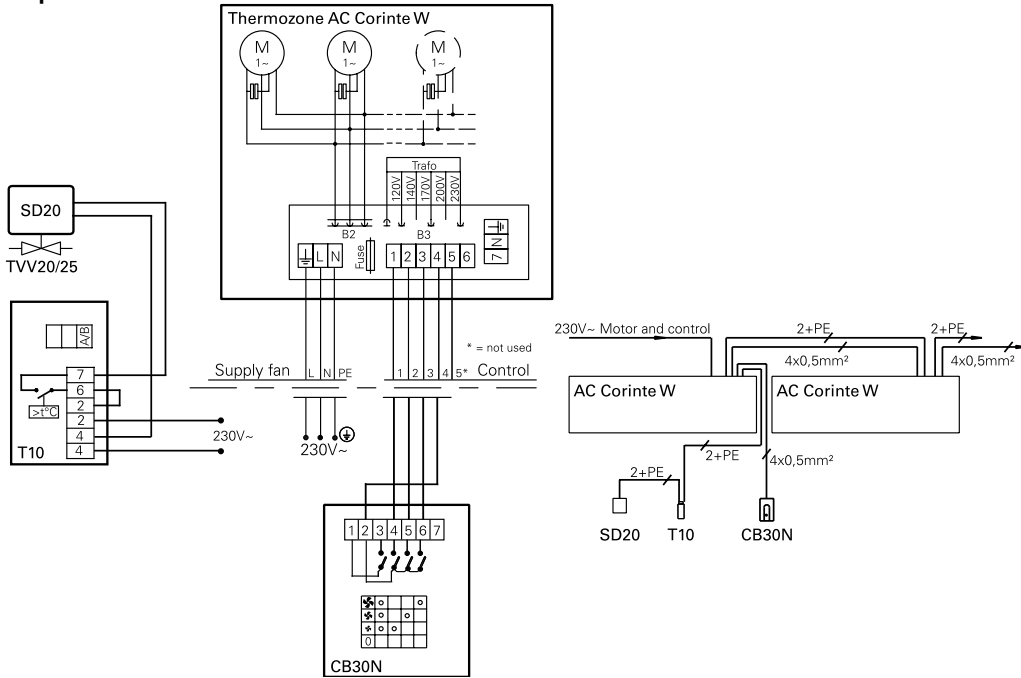 Thermozone AC Corinte W
M
1~
M
1~
M
1~
Trafo
120V
140V
170V
200V
230V
B2
B3
Fuse
L N
1 2 3 4 5 6
7 N
SD20
TVV20/25
A/B
7
6
2
2
4
4
>t°C
T10
230V~
* = not used
Supply fan
L N PE
1 2 3 4 5*
Control
230V~
1 2 3 4 5 6 7
0
CB30N
230V~ Motor and control
2+PE
2+PE
4x0,5mm²
4x0,5mm²
AC Corinte W
AC Corinte W
2+PE
4x0,5mm²
2+PE
SD20
T10
CB30N